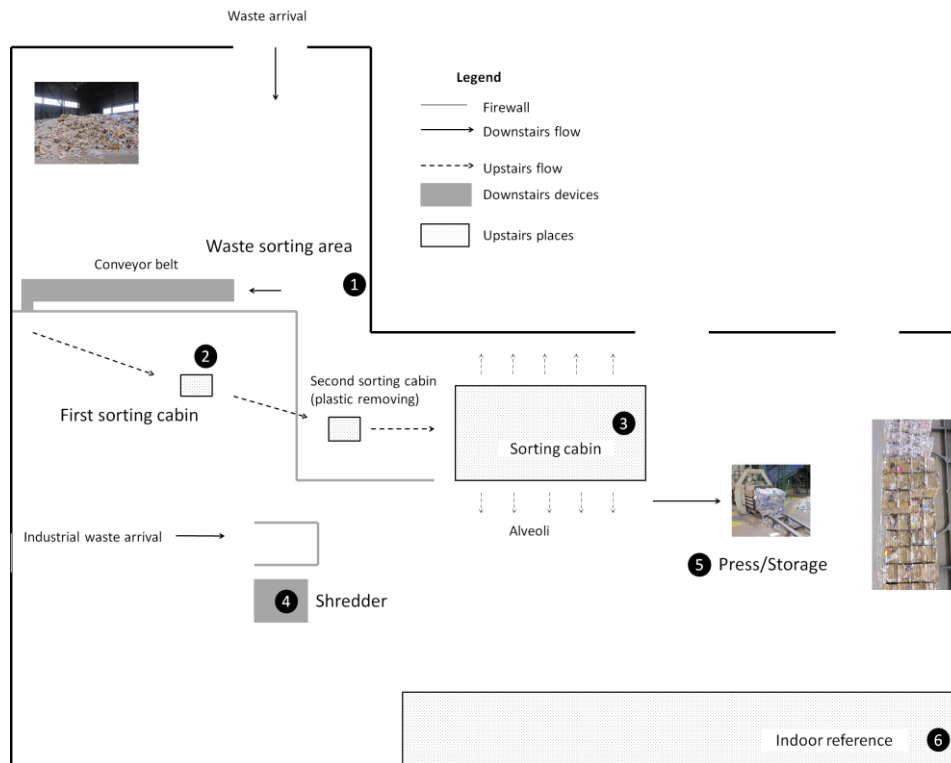 Waste arrival
Legend
Firewall
Downstairs flow
Upstairs flow
Downstairs devices
Upstairs places
Waste sorting area
Conveyor belt
1
2
First sorting cabin
Second sorting cabin
(plastic removing)
3
Sorting cabin
Alveoli
Industrial waste arrival
4 Shredder
5 Press/Storage
Indoor reference 6